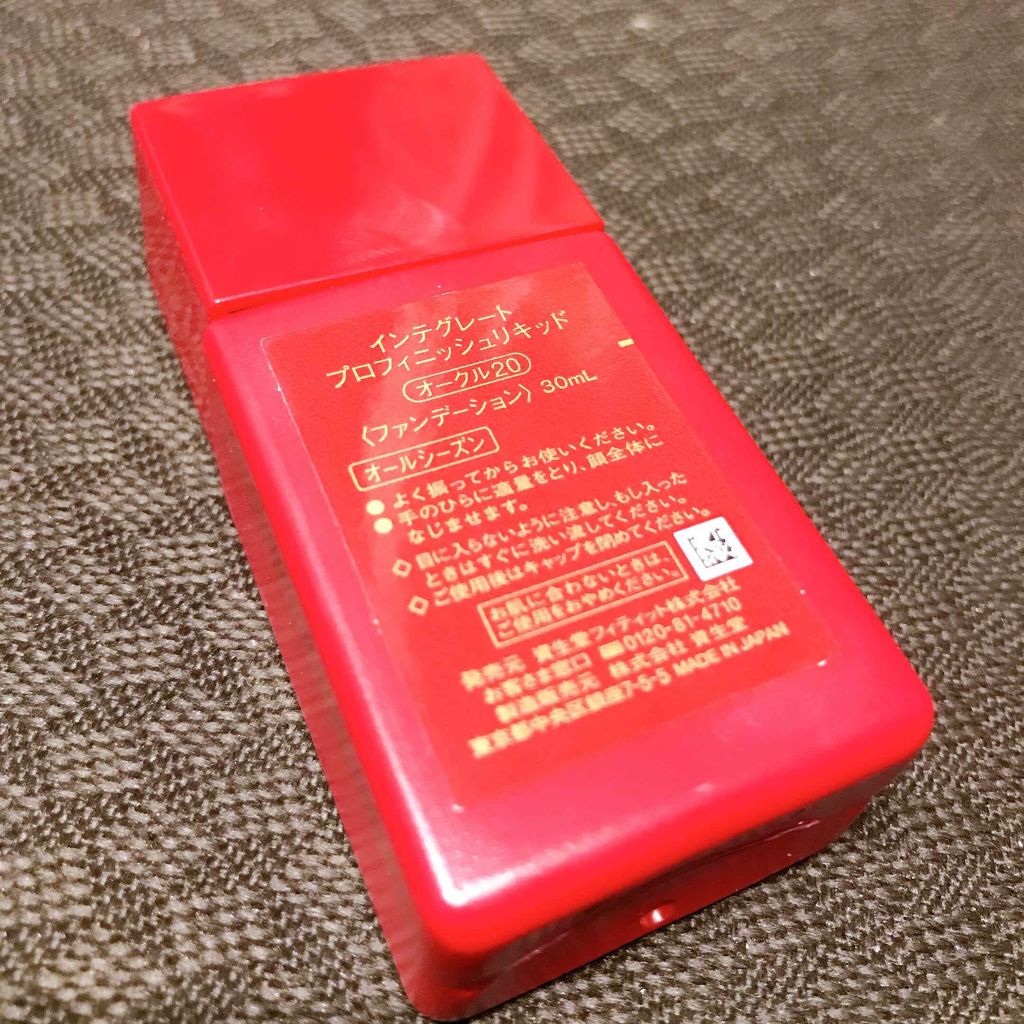 インテグレート
プロフィニッシュリキッド
オークル20
〈ファンデーション〉 30mL
オールシーズン
●よく振ってからお使いください。
●手のひらに適量をとり、顔全体に
なじませます。
◇目に入らないように注意し、もし入った
ときはすぐに洗い流してください。
◇ご使用後はキャップを閉めてください。
お肌に合わないときは、
ご使用をおやめください。
発売元 資生堂フィティット株式会社
お客さま窓口 0120-81-4710
製造販売元 株式会社 資生堂
東京都中央区銀座7-5-5 MADE IN JAPAN